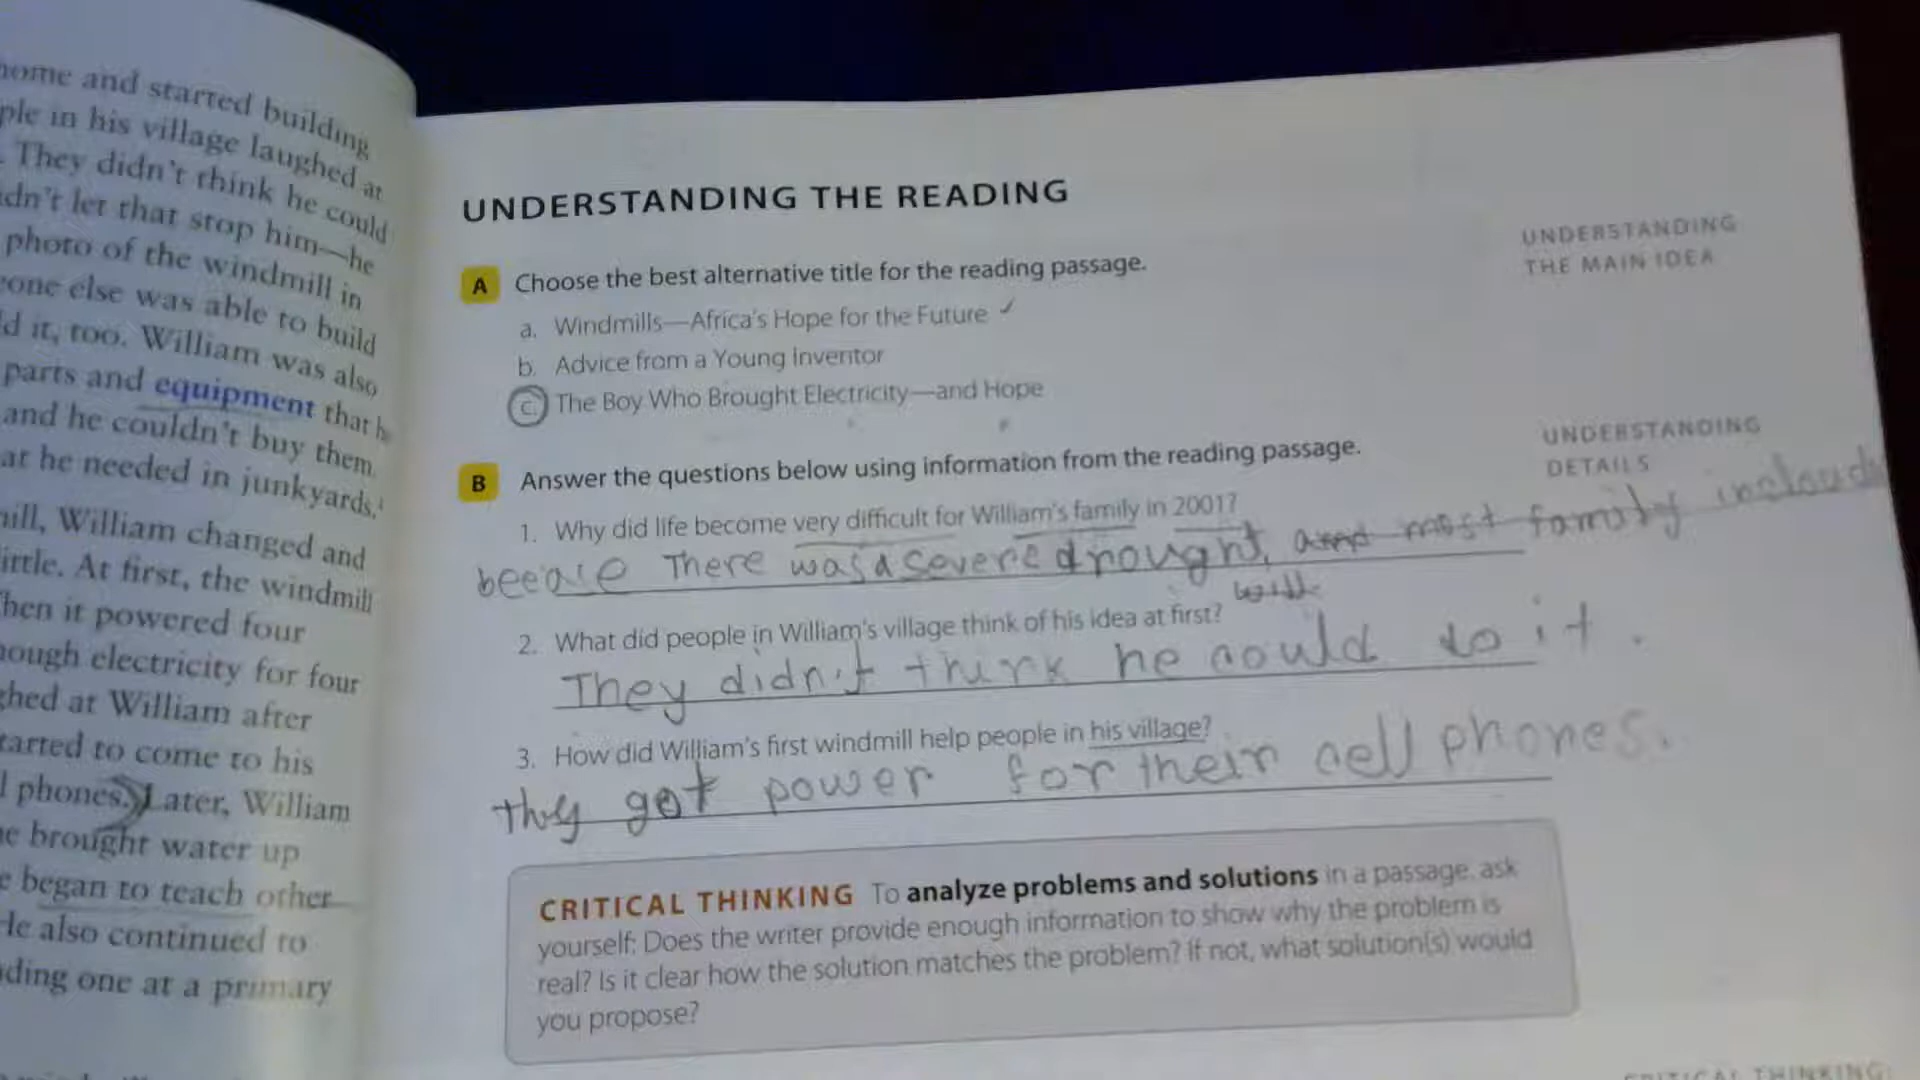 ome and started building
ple in his village laughed at
. They didn't think he could
dn't let that stop him—he
photo of the windmill in
eone else was able to build
d it, too. William was also
parts and equipment that h
and he couldn't buy them.
at he needed in junkyards.¹
mill, William changed and
ittle. At first, the windmill
hen it powered four
nough electricity for four
ghed at William after
tarted to come to his
l phones. Later, William
e brought water up
e began to teach other
He also continued to
ding one at a primary
UNDERSTANDING THE READING
UNDERSTANDING
THE MAIN IDEA
A Choose the best alternative title for the reading passage.
a. Windmills—Africa's Hope for the Future ✓
b. Advice from a Young Inventor
c. The Boy Who Brought Electricity—and Hope
UNDERSTANDING
DETAILS
B Answer the questions below using information from the reading passage.
1. Why did life become very difficult for William's family in 2001?
There was a severe drought, and most family
will
2. What did people in William's village think of his idea at first?
They didn't think he could do it.
3. How did William's first windmill help people in his village?
they got power for their cell phones.
CRITICAL THINKING To analyze problems and solutions in a passage, ask
yourself: Does the writer provide enough information to show why the problem is
real? Is it clear how the solution matches the problem? If not, what solution(s) would
you propose?
CRITICAL THINKING: